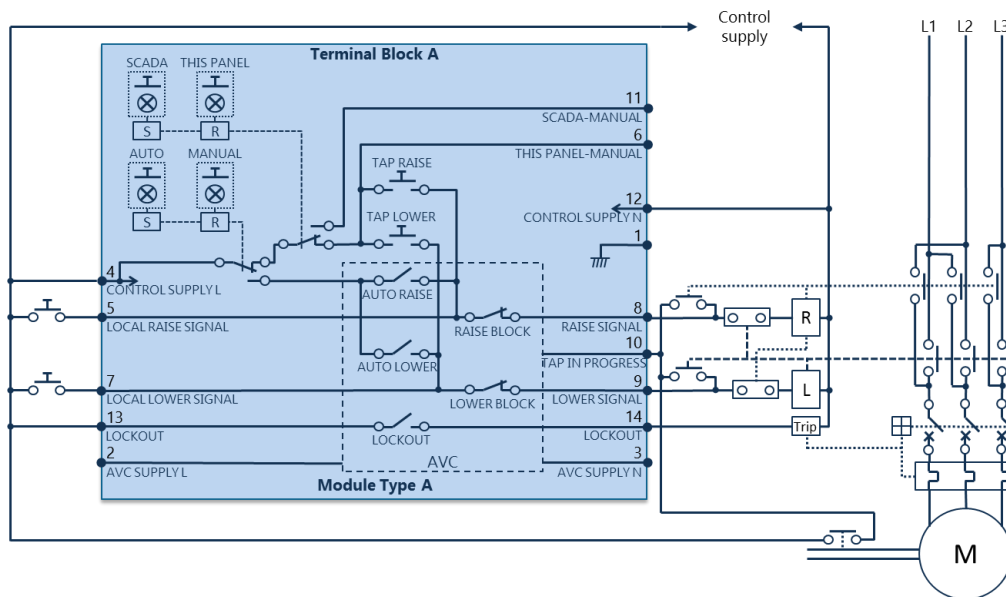 Control
supply
L1 L2 L3
Terminal Block A
SCADA THIS PANEL
11
SCADA-MANUAL
S R
6
THIS PANEL-MANUAL
AUTO MANUAL
TAP RAISE
12
CONTROL SUPPLY N
S R
TAP LOWER
1
4
CONTROL SUPPLY L
AUTO RAISE
5
LOCAL RAISE SIGNAL
RAISE BLOCK
8
RAISE SIGNAL
R
10
TAP IN PROGRESS
AUTO LOWER
7
LOCAL LOWER SIGNAL
LOWER BLOCK
9
LOWER SIGNAL
L
13
LOCKOUT
LOCKOUT
14
LOCKOUT
Trip
2
AVC SUPPLY L
AVC
3
AVC SUPPLY N
Module Type A
M